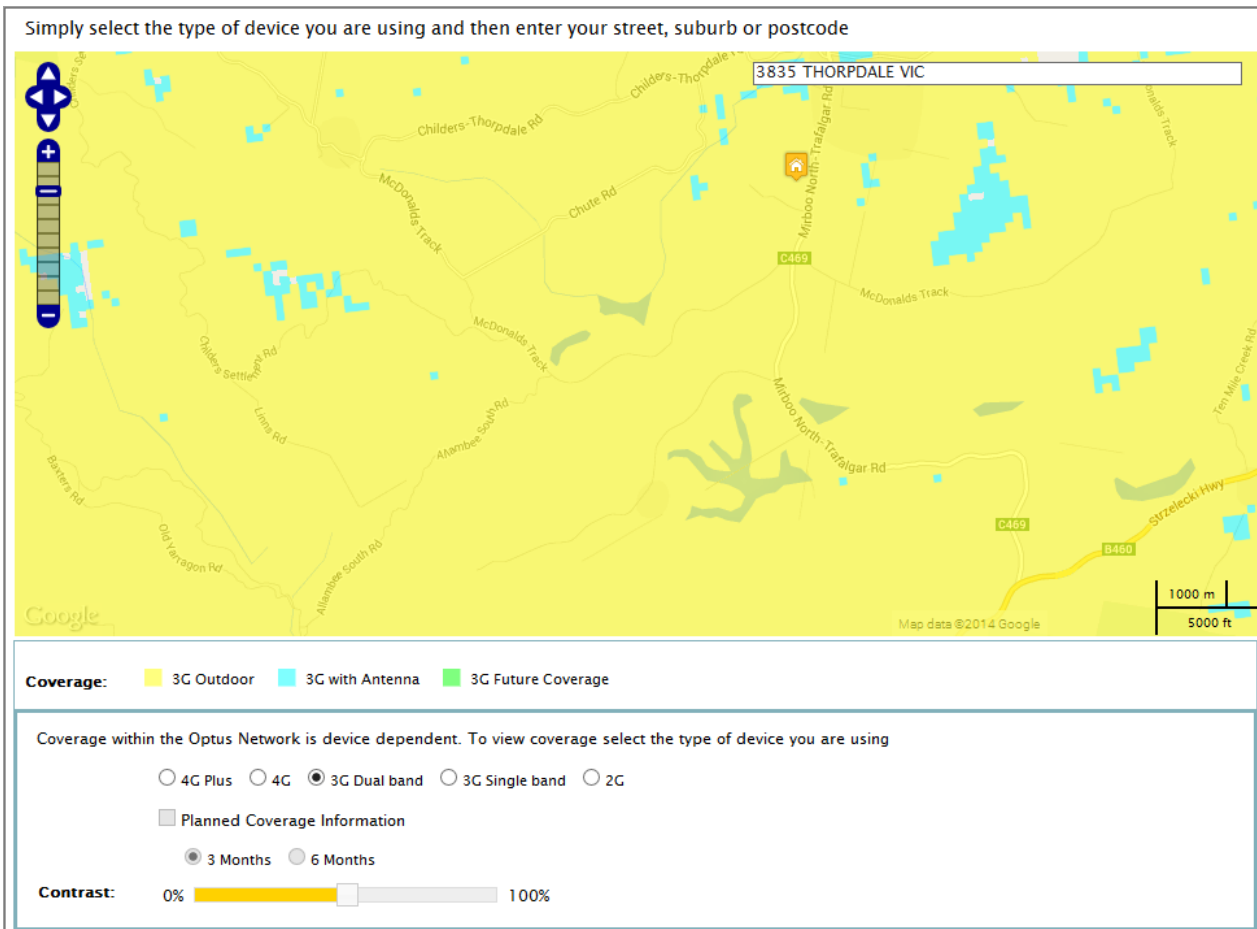 Simply select the type of device you are using and then enter your street, suburb or postcode
3835 THORPDALE VIC
Childers-Thorpdale Rd
McDonalds Track
Mirboo North-Trafalgar Rd
Childers-Thorpdale Rd
McDonalds Track
Chute Rd
C469
McDonalds Track
McDonalds Track
Childers Settlement Rd
Ten Mile Creek Rd
Linns Rd
Allambee South Rd
Mirboo North-Trafalgar Rd
Baxters Rd
Strzelecki Hwy
C469
Old Yarragon Rd
Allambee South Rd
B460
1000 m
Google
Map data ©2014 Google
5000 ft
Coverage: 3G Outdoor 3G with Antenna 3G Future Coverage
Coverage within the Optus Network is device dependent. To view coverage select the type of device you are using
4G Plus 4G 3G Dual band 3G Single band 2G
Planned Coverage Information
3 Months 6 Months
Contrast: 0% 100%